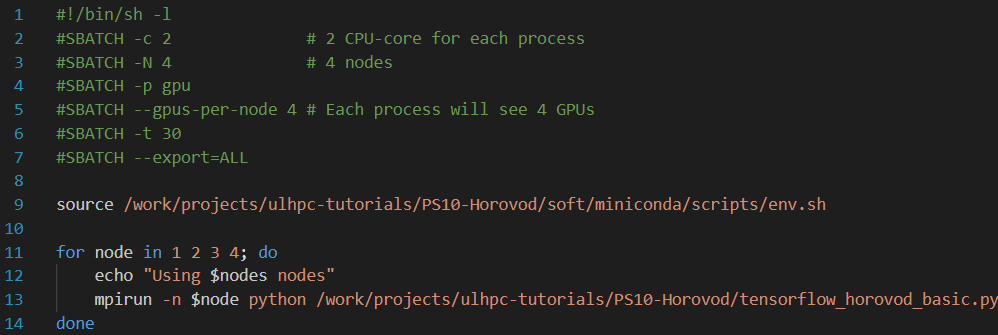 1 #!/bin/sh -l
2 #SBATCH -c 2 # 2 CPU-core for each process
3 #SBATCH -N 4 # 4 nodes
4 #SBATCH -p gpu
5 #SBATCH --gpus-per-node 4 # Each process will see 4 GPUs
6 #SBATCH -t 30
7 #SBATCH --export=ALL
8
9 source /work/projects/ulhpc-tutorials/PS10-Horovod/soft/miniconda/scripts/env.sh
10
11 for node in 1 2 3 4; do
12 echo "Using $nodes nodes"
13 mpirun -n $node python /work/projects/ulhpc-tutorials/PS10-Horovod/tensorflow_horovod_basic.py
14 done